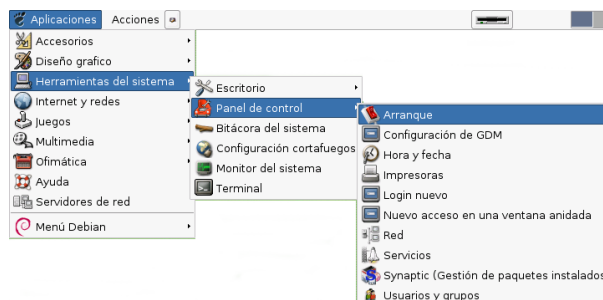 Aplicaciones Acciones
Accesorios
Diseño grafico
Herramientas del sistema
Internet y redes
Juegos
Multimedia
Ofimática
Ayuda
Servidores de red
Menú Debian
Escritorio
Panel de control
Bitácora del sistema
Configuración cortafuegos
Monitor del sistema
Terminal
Arranque
Configuración de GDM
Hora y fecha
Impresoras
Login nuevo
Nuevo acceso en una ventana anidada
Red
Servicios
Synaptic (Gestión de paquetes instalados
Usuarios y grupos